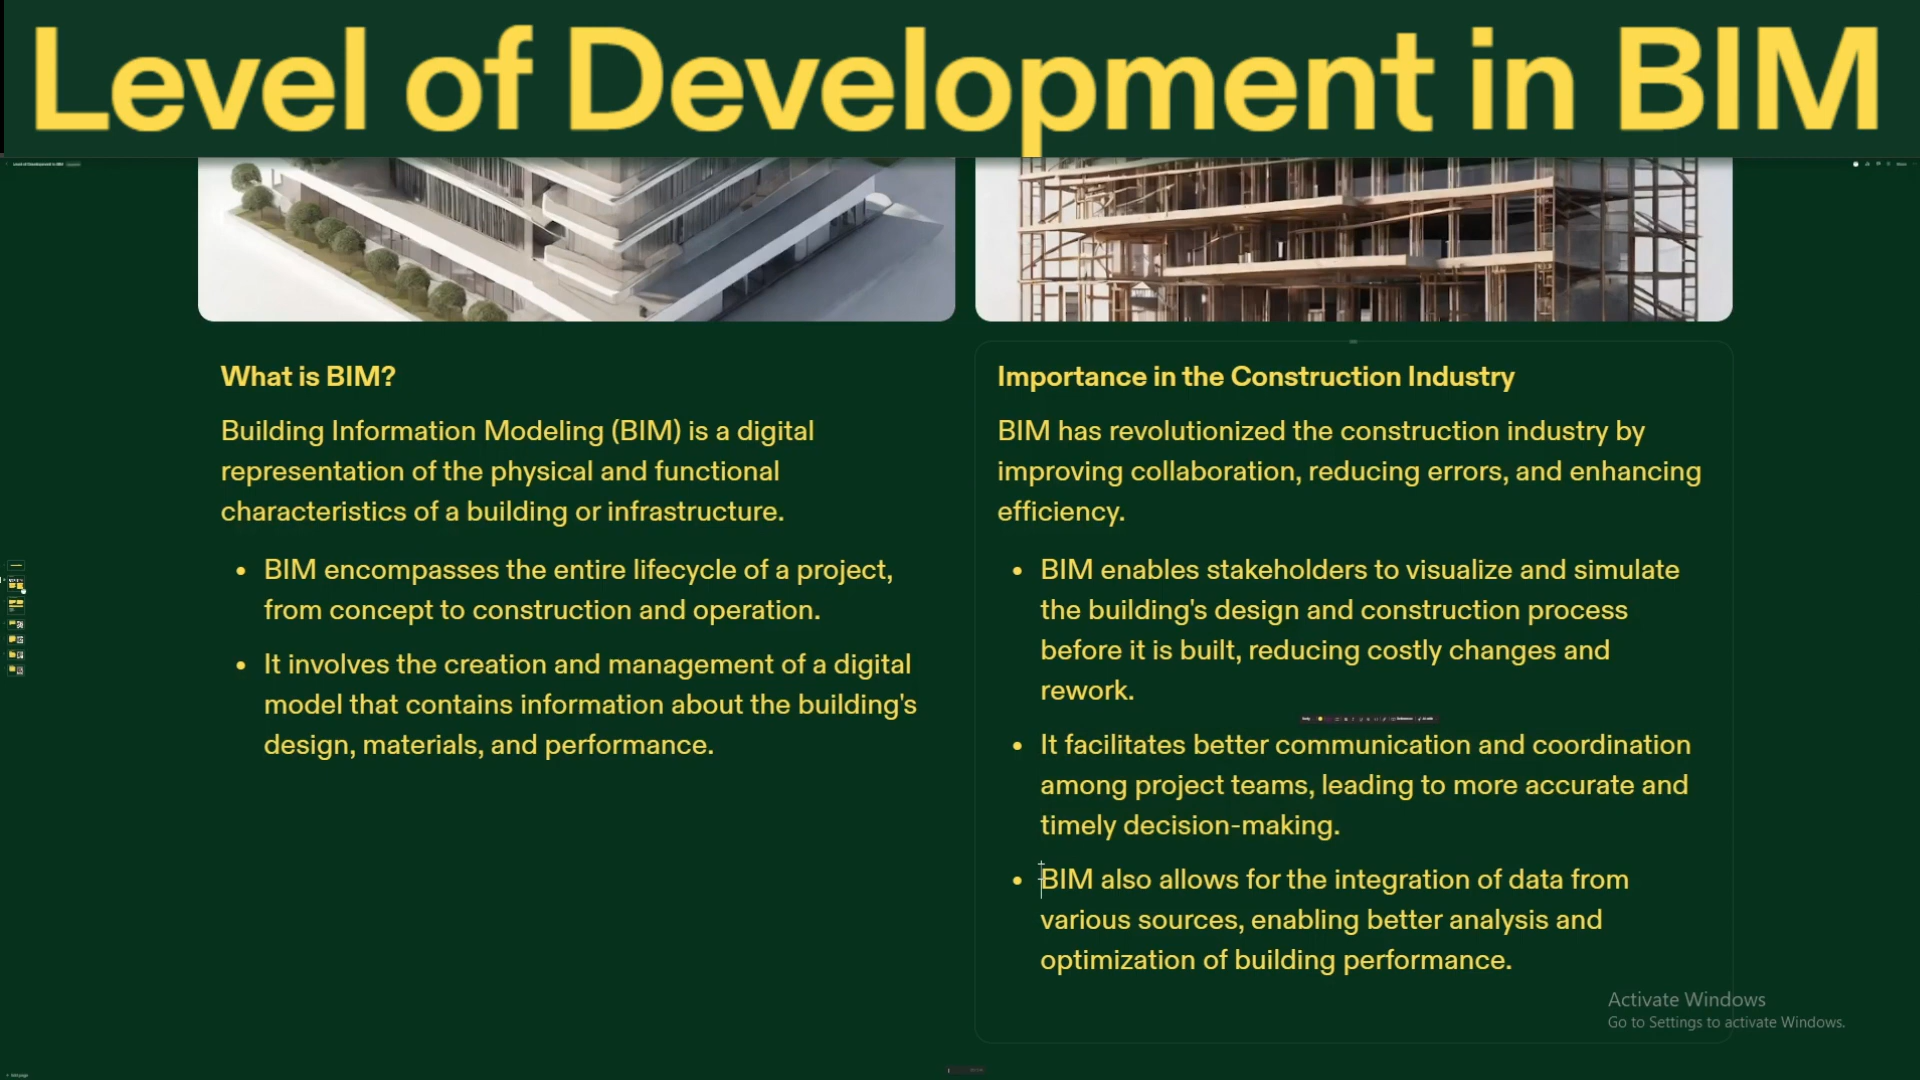 Level of Development in BIM
Level of Development in BIM
What is BIM?
Building Information Modeling (BIM) is a digital
representation of the physical and functional
characteristics of a building or infrastructure.
• BIM encompasses the entire lifecycle of a project,
from concept to construction and operation.
• It involves the creation and management of a digital
model that contains information about the building's
design, materials, and performance.
Importance in the Construction Industry
BIM has revolutionized the construction industry by
improving collaboration, reducing errors, and enhancing
efficiency.
• BIM enables stakeholders to visualize and simulate
the building's design and construction process
before it is built, reducing costly changes and
rework.
• It facilitates better communication and coordination
among project teams, leading to more accurate and
timely decision-making.
• BIM also allows for the integration of data from
various sources, enabling better analysis and
optimization of building performance.
Activate Windows
Go to Settings to activate Windows.